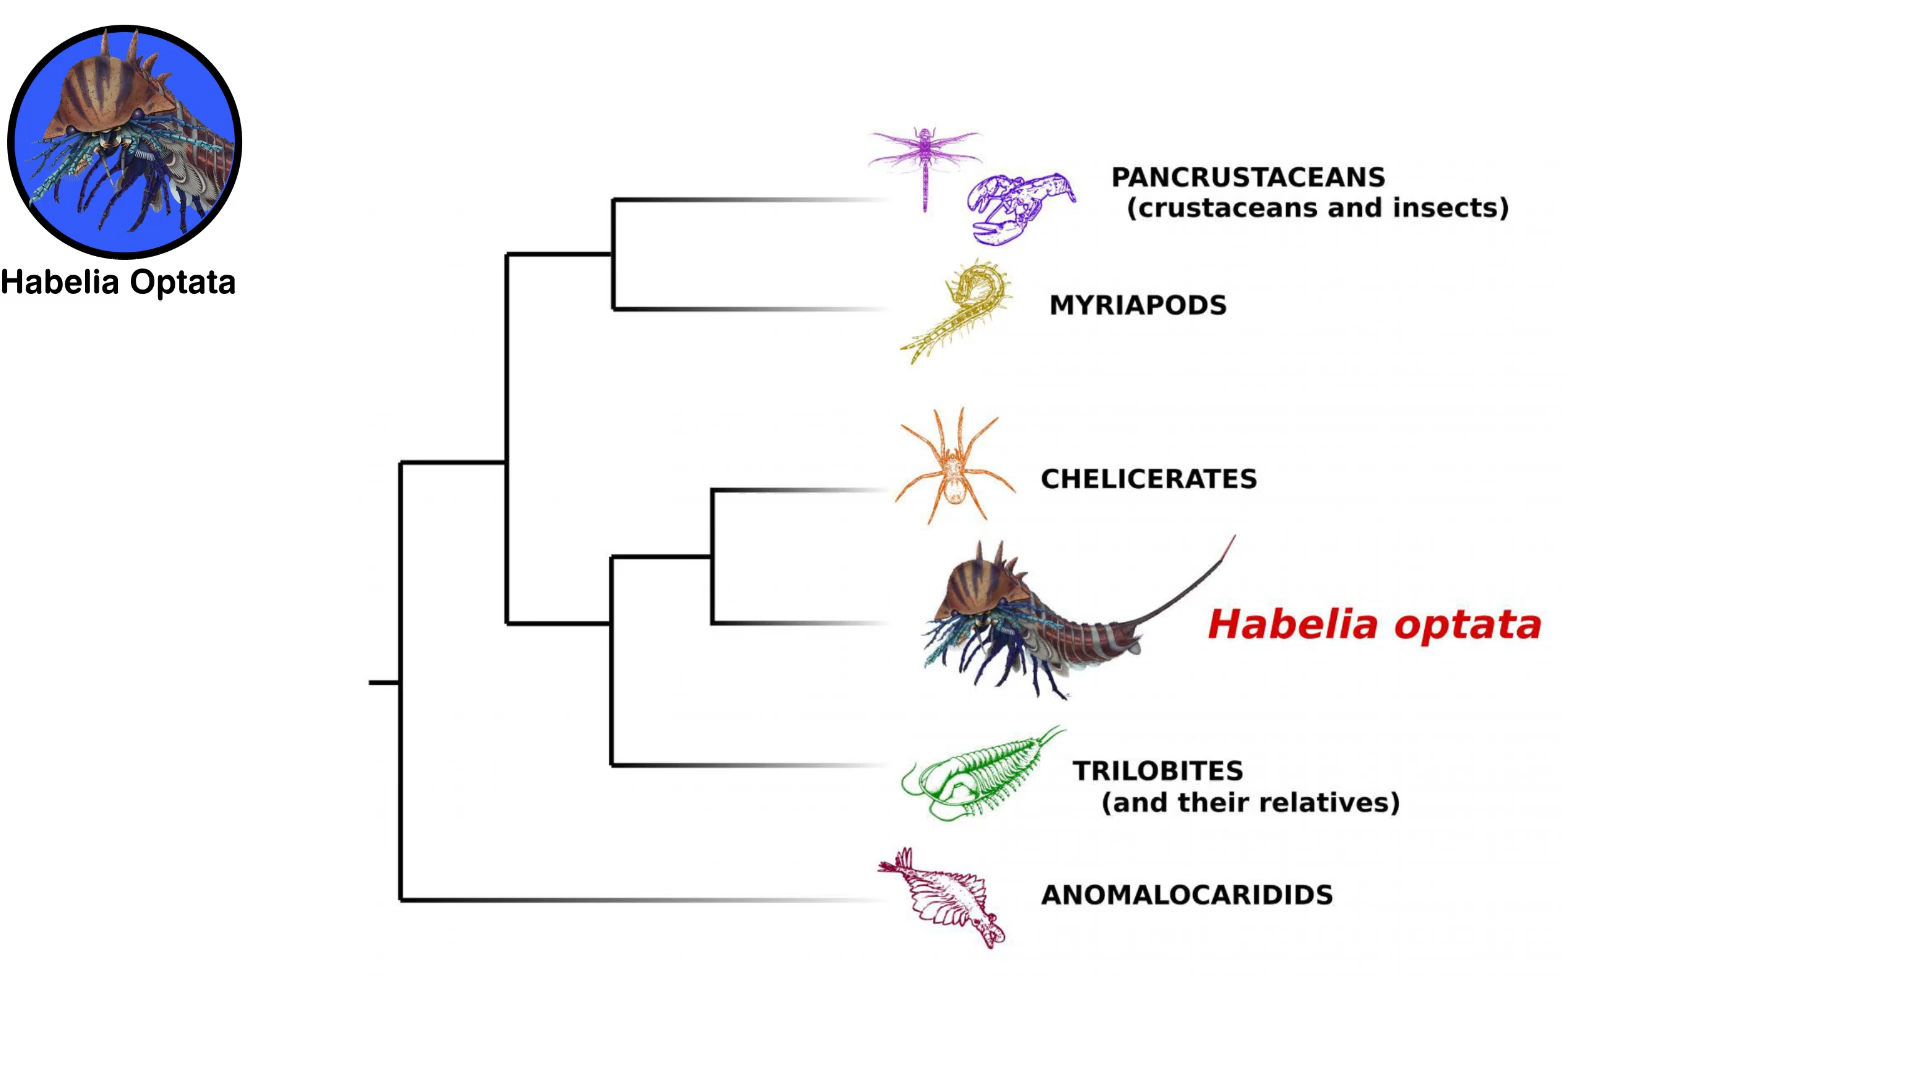 Habelia Optata
PANCRUSTACEANS
(crustaceans and insects)
MYRIAPODS
CHELICERATES
Habelia optata
TRILOBITES
(and their relatives)
ANOMALOCARIDIDS